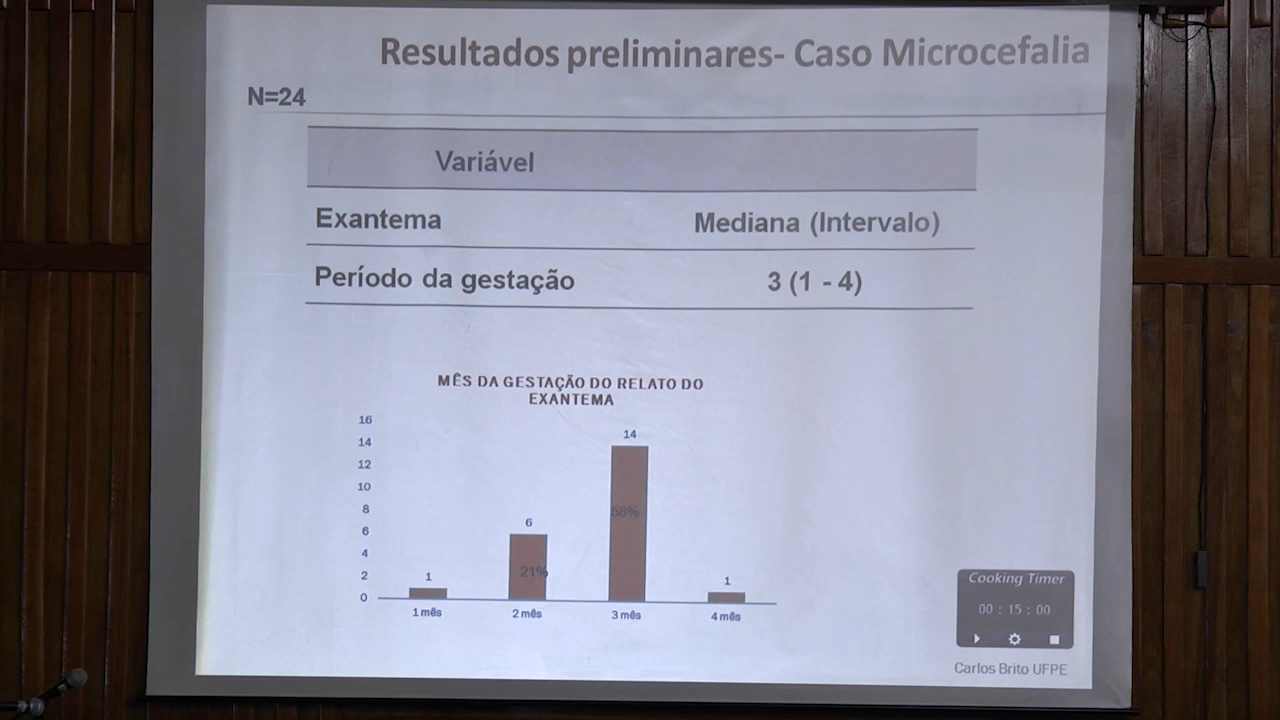 Resultados preliminares- Caso Microcefalia
N=24
Variável
Exantema Mediana (Intervalo)
Período da gestação 3 (1 - 4)
MÊS DA GESTAÇÃO DO RELATO DO
EXANTEMA
16
14
12
10
8
6
4
2
0
1
6
14
1
21%
58%
1 mês 2 mês 3 mês 4 mês
Cooking Timer
00 : 15 : 00
Carlos Brito UFPE